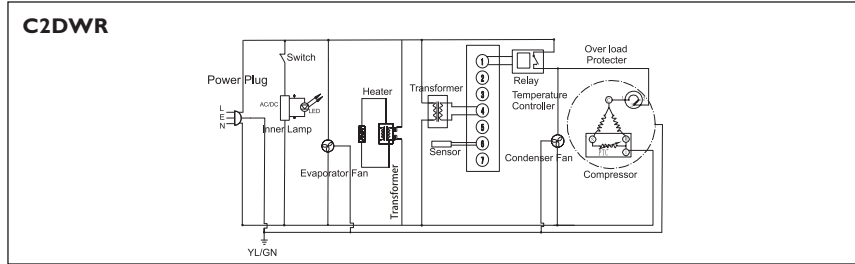 C2DWR
Power Plug
L
E
N
Switch
AC/DC
LED
Inner Lamp
Evaporator Fan
Heater
Transformer
Transformer
Sensor
1
2
3
4
5
6
7
Relay
Temperature
Controller
Condenser Fan
Over load
Protecter
PTC
Compressor
YL/GN